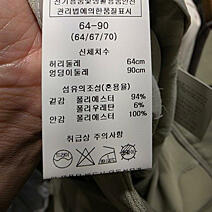 전기용품및생활용품안전
관리법에의한품질표시
64-90
(64/67/70)
신체치수
허리둘레 64cm
엉덩이둘레 90cm
섬유의조성(혼용율)
겉감 폴리에스터 94%
폴리우레탄 6%
안감 폴리에스터 100%
취급상 주의사항